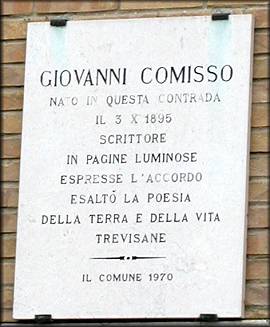 GIOVANNI COMISSO
NATO IN QUESTA CONTRADA
IL 3 X 1895
SCRITTORE
IN PAGINE LUMINOSE
ESPRESSE L'ACCORDO
ESALTÒ LA POESIA
DELLA TERRA E DELLA VITA
TREVISANE
IL COMUNE 1970